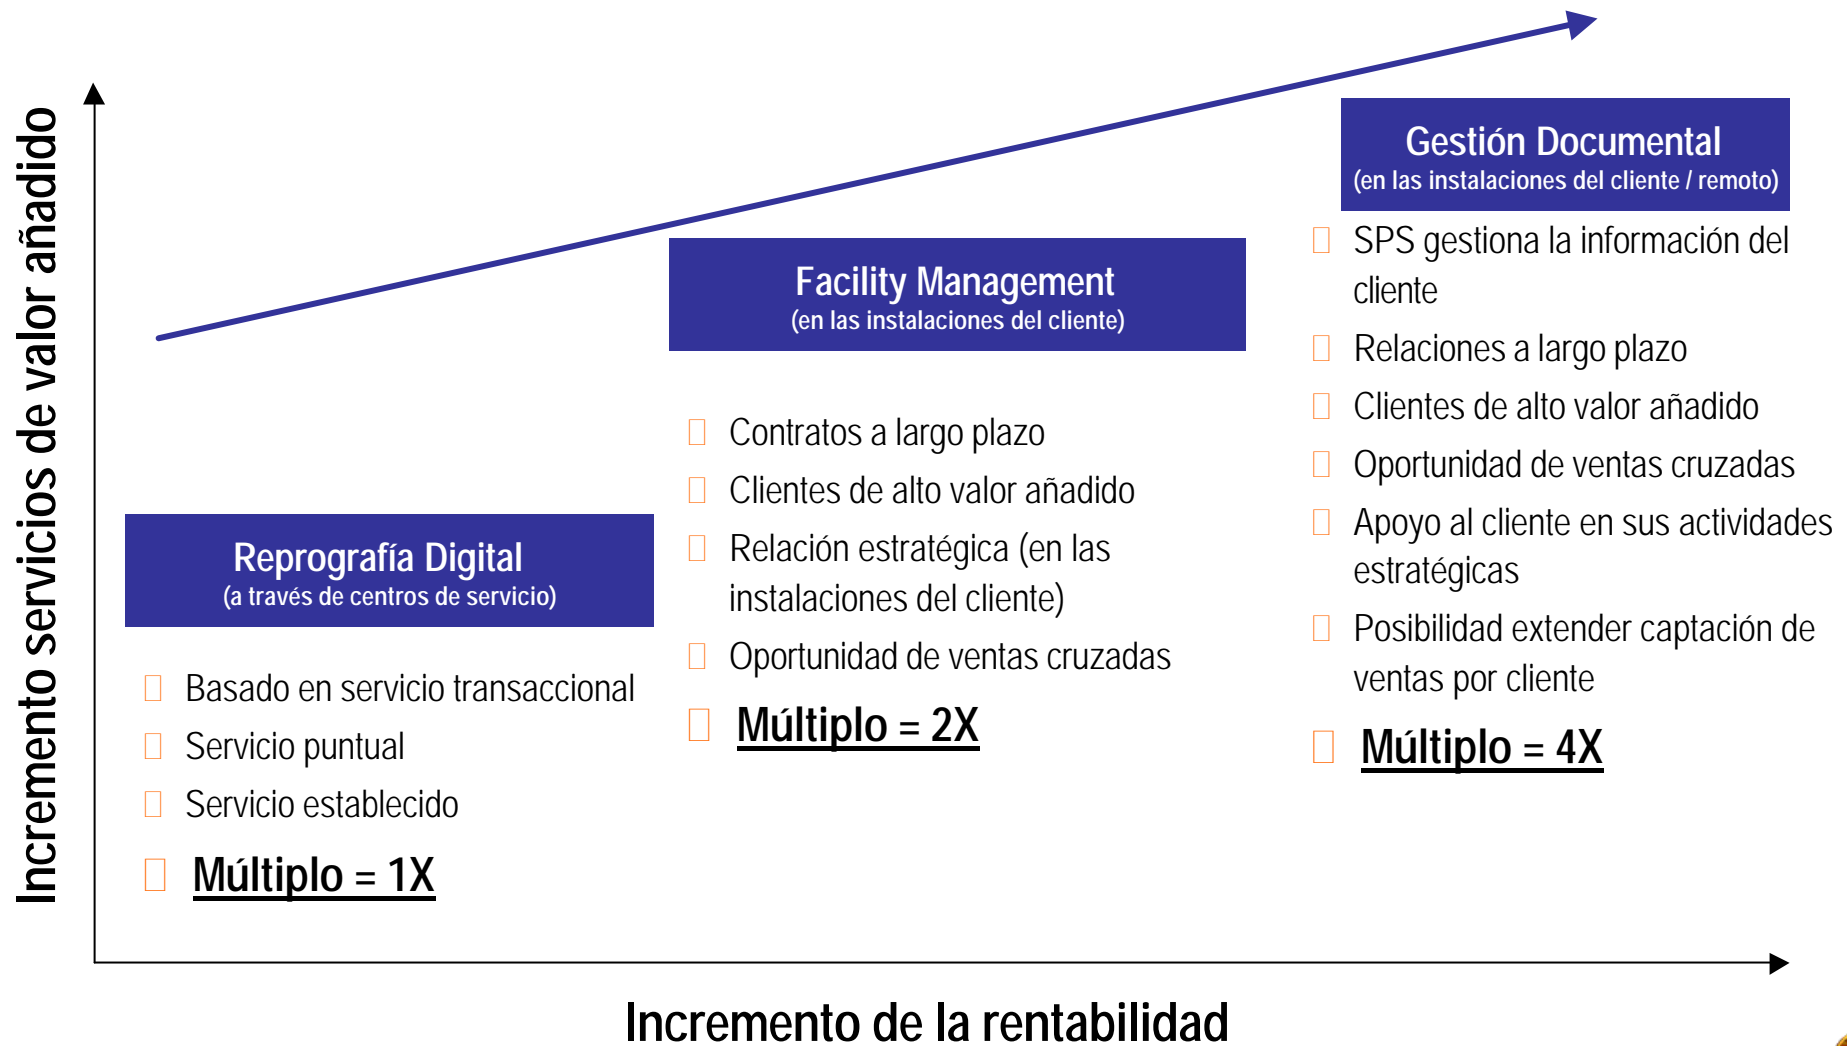 Incremento servicios de valor añadido
Reprografía Digital
(a través de centros de servicio)
Basado en servicio transaccional
Servicio puntual
Servicio establecido
Múltiplo = 1X
Facility Management
(en las instalaciones del cliente)
Contratos a largo plazo
Clientes de alto valor añadido
Relación estratégica (en las
instalaciones del cliente)
Oportunidad de ventas cruzadas
Múltiplo = 2X
Gestión Documental
(en las instalaciones del cliente / remoto)
SPS gestiona la información del
cliente
Relaciones a largo plazo
Clientes de alto valor añadido
Oportunidad de ventas cruzadas
Apoyo al cliente en sus actividades
estratégicas
Posibilidad extender captación de
ventas por cliente
Múltiplo = 4X
Incremento de la rentabilidad